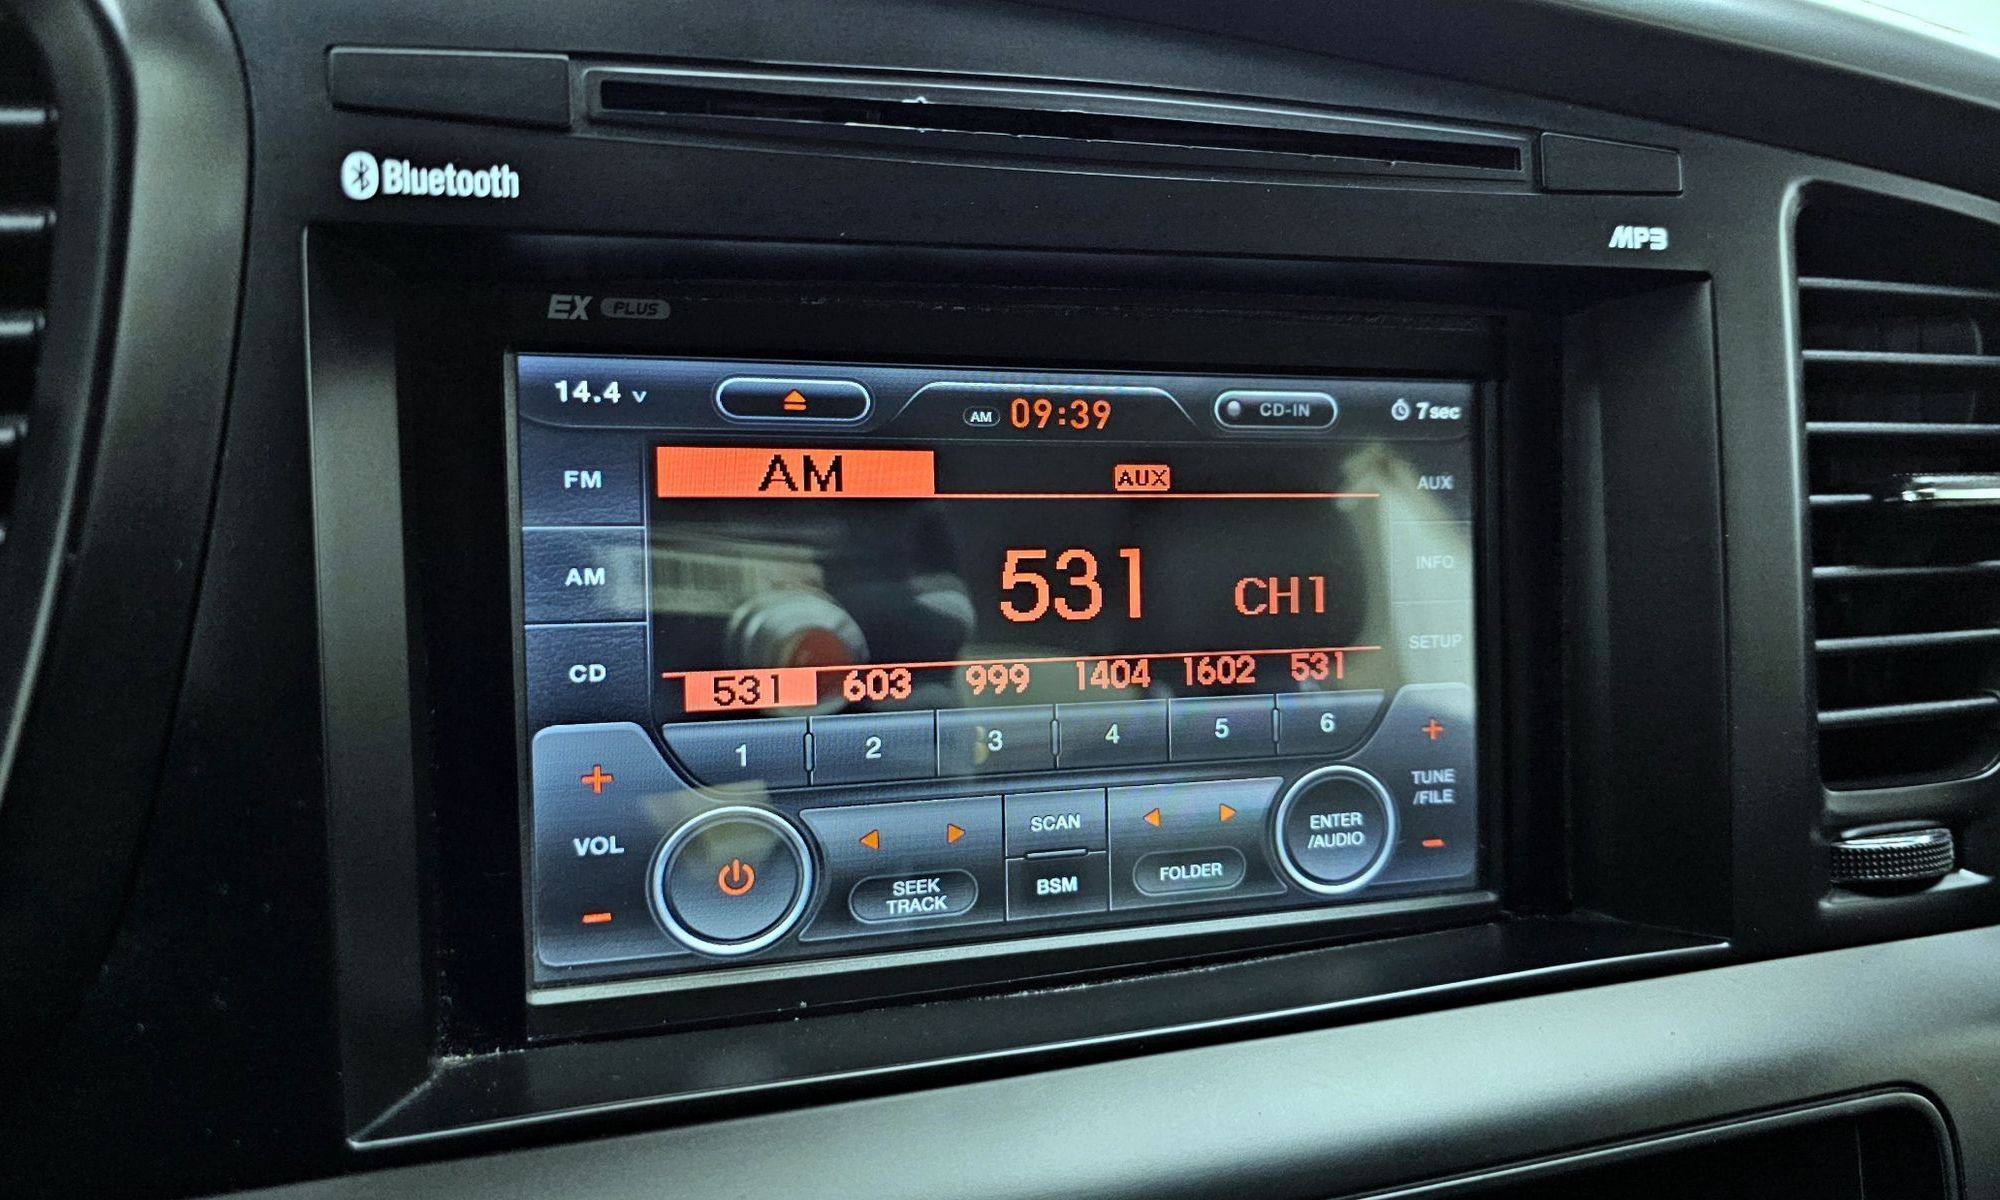 Bluetooth
MP3
EX PLUS
14.4 v
AM 09:39
CD-IN
7sec
FM
AM
AUX
AUX
AM
531
CH1
INFO
CD
SETUP
531 603 999 1404 1602 531
1 2 3 4 5 6
+
VOL
-
SEEK
TRACK
SCAN
BSM
FOLDER
ENTER
/AUDIO
+
TUNE
/FILE
-